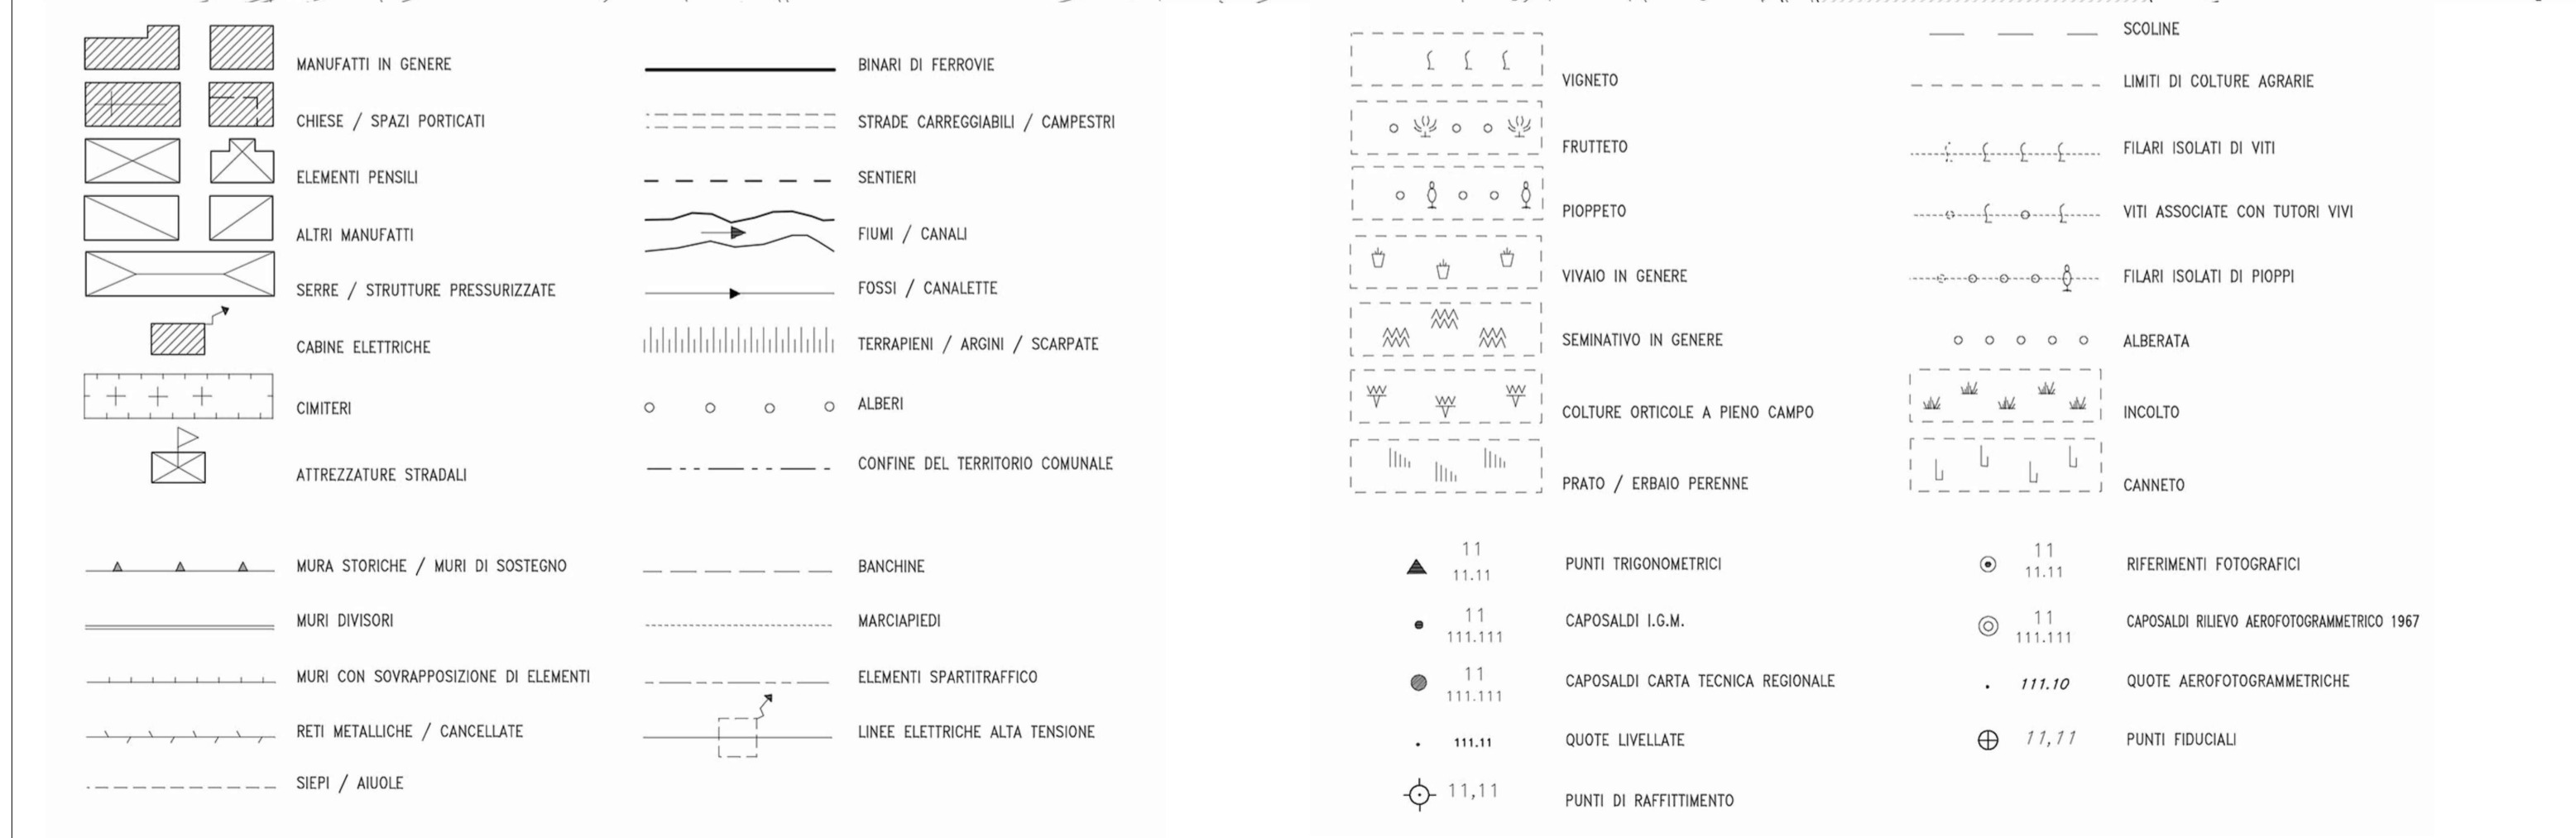 MANUFATTI IN GENERE
CHIESE / SPAZI PORTICATI
ELEMENTI PENSILI
ALTRI MANUFATTI
SERRE / STRUTTURE PRESSURIZZATE
CABINE ELETTRICHE
CIMITERI
ATTREZZATURE STRADALI
MURA STORICHE / MURI DI SOSTEGNO
MURI DIVISORI
MURI CON SOVRAPPOSIZIONE DI ELEMENTI
RETI METALLICHE / CANCELLATE
SIEPI / AIUOLE
BINARI DI FERROVIE
STRADE CARREGGIABILI / CAMPESTRI
SENTIERI
FIUMI / CANALI
FOSSI / CANALETTE
TERRAPIENI / ARGINI / SCARPATE
ALBERI
CONFINE DEL TERRITORIO COMUNALE
BANCHINE
MARCIAPIEDI
ELEMENTI SPARTITRAFFICO
LINEE ELETTRICHE ALTA TENSIONE
VIGNETO
FRUTTETO
PIOPPETO
VIVAIO IN GENERE
SEMINATIVO IN GENERE
COLTURE ORTICOLE A PIENO CAMPO
PRATO / ERBAIO PERENNE
11
11.11 PUNTI TRIGONOMETRICI
11
111.111 CAPOSALDI I.G.M.
11
111.111 CAPOSALDI CARTA TECNICA REGIONALE
111.11 QUOTE LIVELLATE
11,11 PUNTI DI RAFFITTIMENTO
SCOLINE
LIMITI DI COLTURE AGRARIE
FILARI ISOLATI DI VITI
VITI ASSOCIATE CON TUTORI VIVI
FILARI ISOLATI DI PIOPPI
ALBERATA
INCOLTO
CANNETO
11
11.11 RIFERIMENTI FOTOGRAFICI
11
111.111 CAPOSALDI RILIEVO AEROFOTOGRAMMETRICO 1967
111.10 QUOTE AEROFOTOGRAMMETRICHE
11,11 PUNTI FIDUCIALI